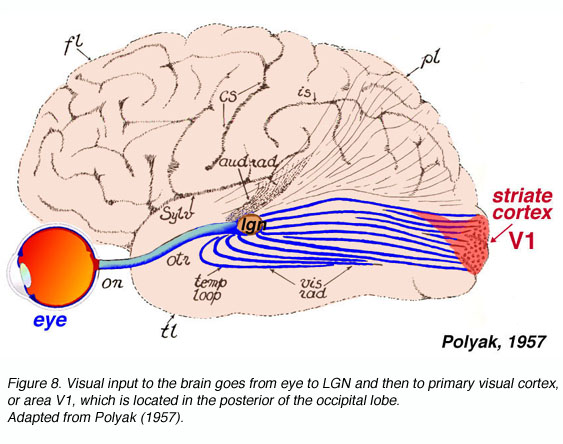 fl
pl
CS
is
aud rad
Sylv
striate
cortex
V1
lgn
otr
on
temp
loop
vis
rad
eye
tl
Polyak, 1957
Figure 8. Visual input to the brain goes from eye to LGN and then to primary visual cortex,
or area V1, which is located in the posterior of the occipital lobe.
Adapted from Polyak (1957).